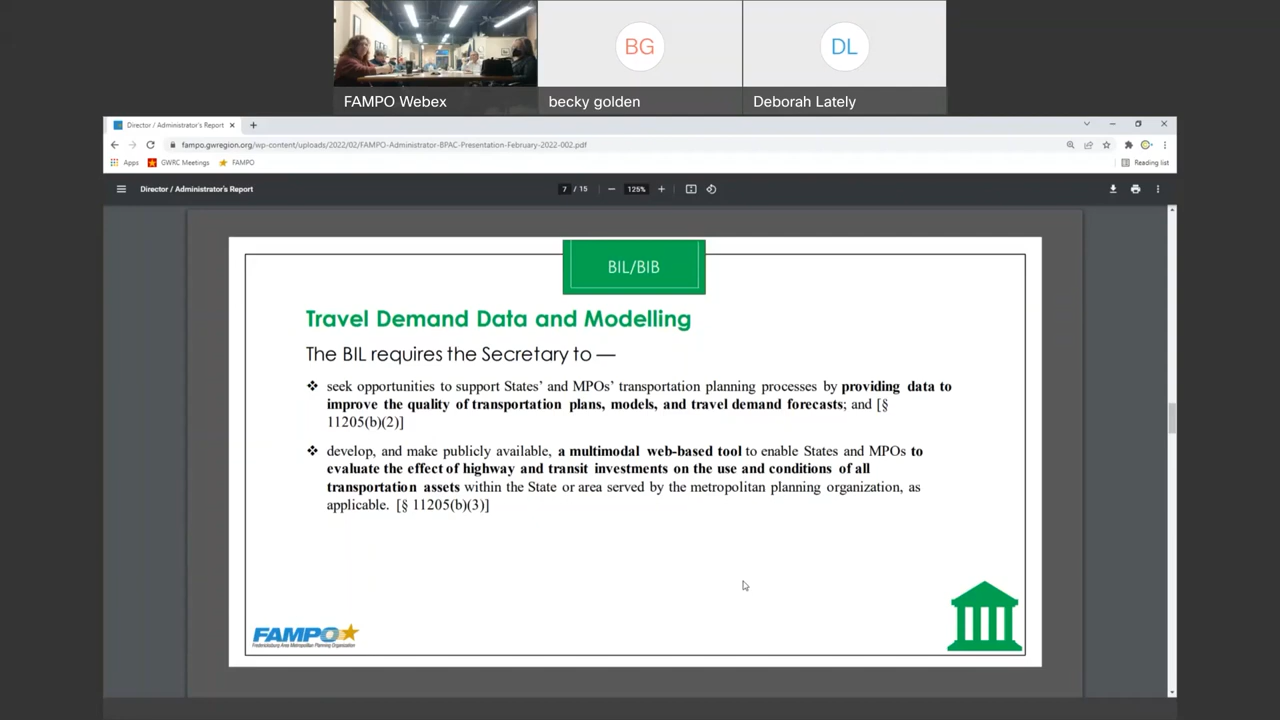 BG
DL
FAMPO Webex
becky golden
Deborah Lately
Director / Administrator's Report
fampo.gwregion.org/wp-content/uploads/2022/02/FAMPO-Administrator-BPAC-Presentation-February-2022-002.pdf
Apps
GWRC Meetings
FAMPO
Reading list
Director / Administrator's Report
7 / 15
125%
BIL/BIB
Travel Demand Data and Modelling
The BIL requires the Secretary to —
❖ seek opportunities to support States' and MPOs' transportation planning processes by providing data to
improve the quality of transportation plans, models, and travel demand forecasts; and [§
11205(b)(2)]
❖ develop, and make publicly available, a multimodal web-based tool to enable States and MPOs to
evaluate the effect of highway and transit investments on the use and conditions of all
transportation assets within the State or area served by the metropolitan planning organization, as
applicable. [§ 11205(b)(3)]
FAMPO
Fredericksburg Area Metropolitan Planning Organization